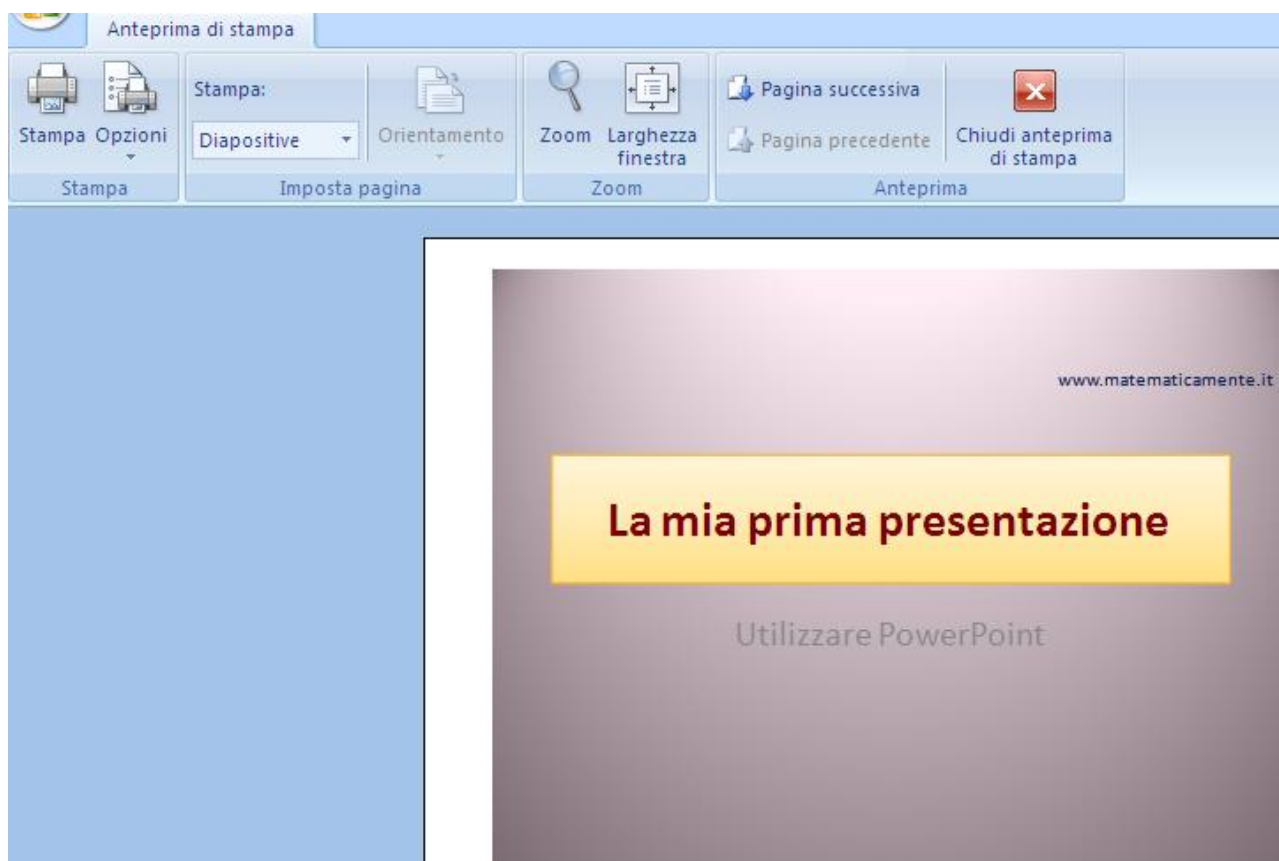 Anteprima di stampa
Stampa
Opzioni
Stampa:
Diapositive
Orientamento
Zoom
Larghezza
finestra
Pagina successiva
Pagina precedente
Chiudi anteprima
di stampa
Stampa
Imposta pagina
Zoom
Anteprima
www.matematicamente.it
La mia prima presentazione
Utilizzare PowerPoint